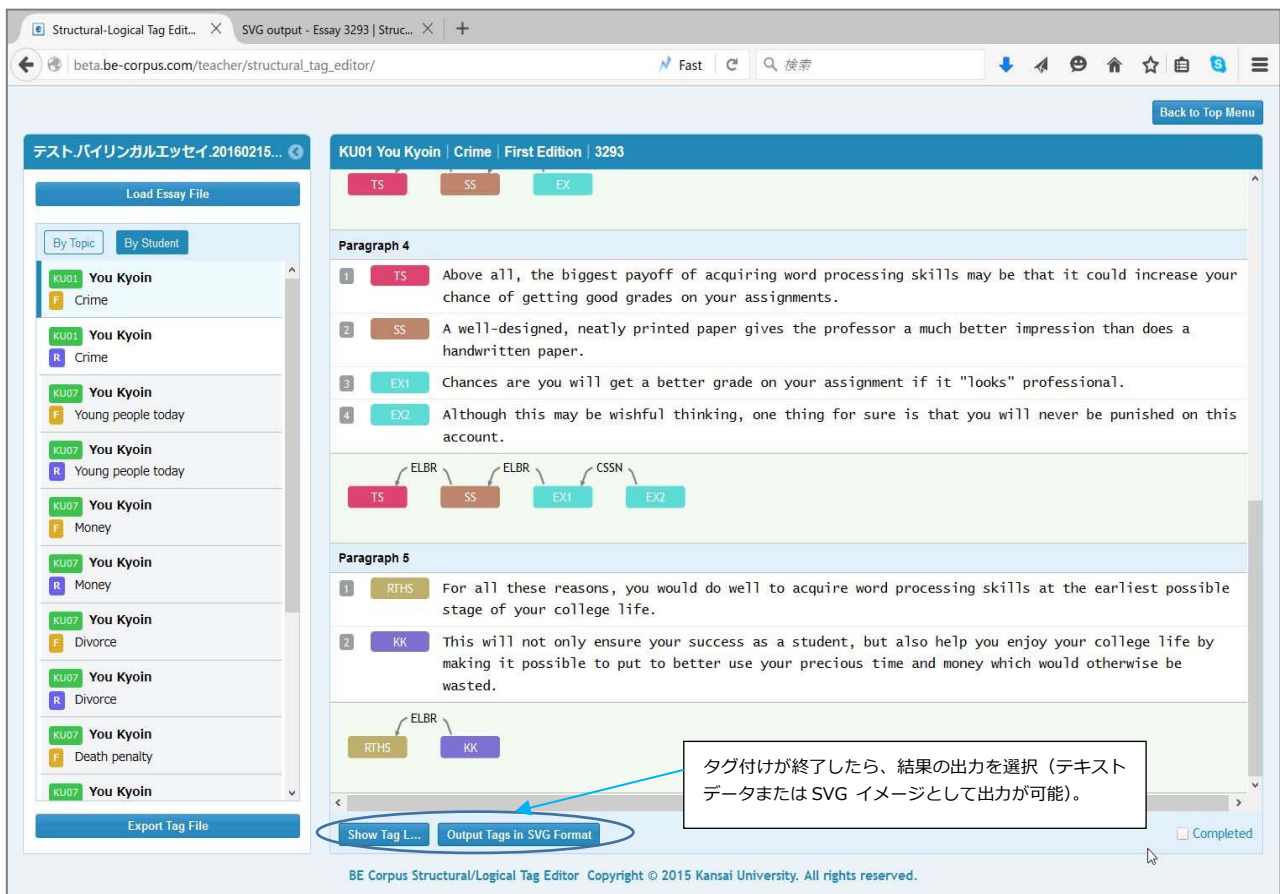 Structural-Logical Tag Edit...
SVG output - Essay 3293 | Struc...
beta.be-corpus.com/teacher/structural_tag_editor/
Fast
検索
Back to Top Menu
テスト.バイリンガルエッセイ.20160215...
Load Essay File
By Topic
By Student
KU01 You Kyoin
F Crime
KU01 You Kyoin
R Crime
KU07 You Kyoin
F Young people today
KU07 You Kyoin
R Young people today
KU07 You Kyoin
F Money
KU07 You Kyoin
R Money
KU07 You Kyoin
F Divorce
KU07 You Kyoin
R Divorce
KU07 You Kyoin
F Death penalty
KU07 You Kyoin
Export Tag File
KU01 You Kyoin | Crime | First Edition | 3293
TS SS EX
Paragraph 4
1 TS Above all, the biggest payoff of acquiring word processing skills may be that it could increase your
chance of getting good grades on your assignments.
2 SS A well-designed, neatly printed paper gives the professor a much better impression than does a
handwritten paper.
3 EX1 Chances are you will get a better grade on your assignment if it "looks" professional.
4 EX2 Although this may be wishful thinking, one thing for sure is that you will never be punished on this
account.
ELBR ELBR CSSN
TS SS EX1 EX2
Paragraph 5
1 RTHS For all these reasons, you would do well to acquire word processing skills at the earliest possible
stage of your college life.
2 KK This will not only ensure your success as a student, but also help you enjoy your college life by
making it possible to put to better use your precious time and money which would otherwise be
wasted.
ELBR
RTHS KK
タグ付けが終了したら、結果の出力を選択（テキスト
データまたは SVG イメージとして出力が可能）。
Show Tag L...
Output Tags in SVG Format
Completed
BE Corpus Structural/Logical Tag Editor Copyright © 2015 Kansai University. All rights reserved.